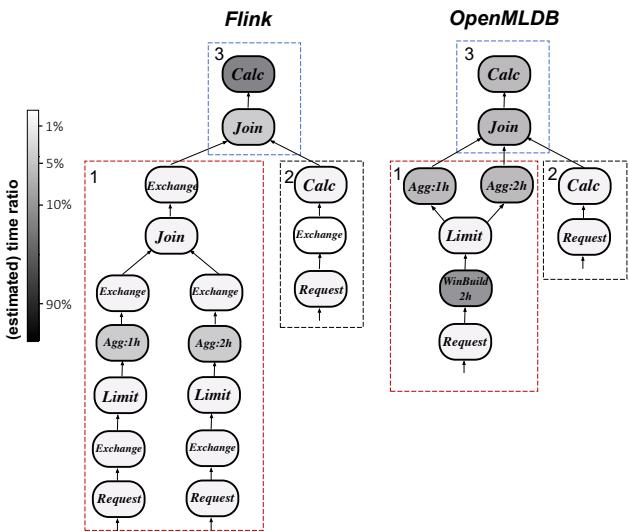 Flink
OpenMLDB
3
Calc
Join
3
Calc
Join
1%
5%
10%
90%
(estimated) time ratio
1
Exchange
Join
Exchange
Exchange
Agg:1h
Agg:2h
Limit
Limit
Exchange
Exchange
Request
Request
2
Calc
Exchange
Request
1
Agg:1h
Agg:2h
Limit
WinBuild
2h
Request
2
Calc
Request